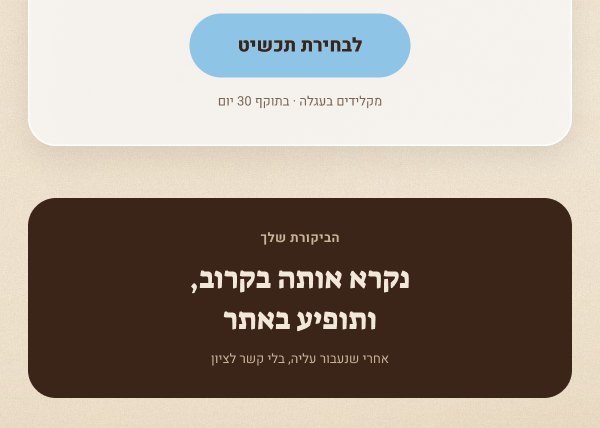 לבחירת תכשיט
מקלידים בעגלה · בתוקף 30 יום
הביקורת שלך
נקרא אותה בקרוב,
ותופיע באתר
אחרי שנעבור עליה, בלי קשר לציון